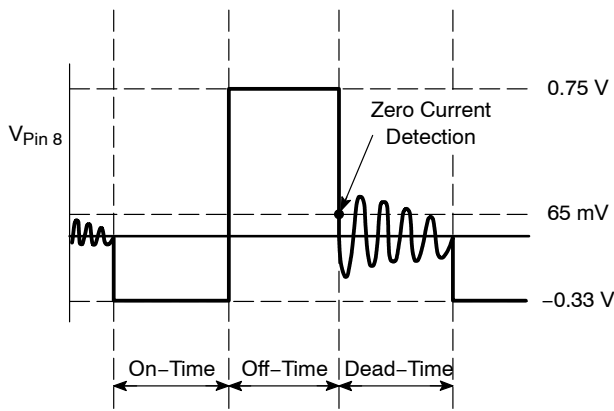 0.75 V
Zero Current
Detection
VPin 8
65 mV
−0.33 V
On−Time
Off−Time
Dead−Time